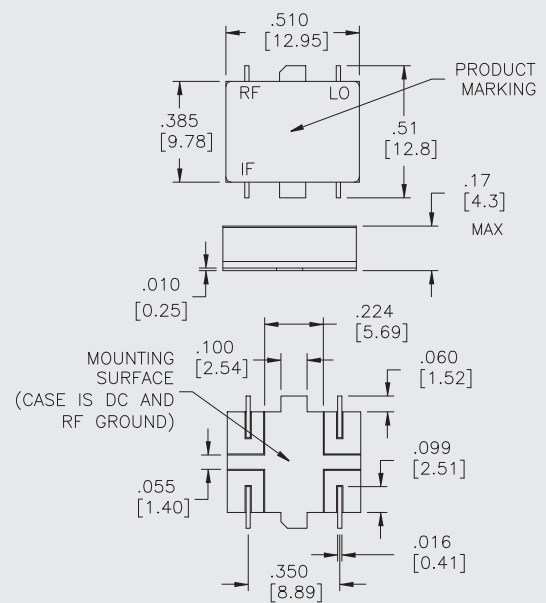 .510
[12.95]
RF
LO
IF
PRODUCT
MARKING
.385
[9.78]
.51
[12.8]
.17
[4.3]
MAX
.010
[0.25]
.224
[5.69]
.100
[2.54]
MOUNTING
SURFACE
(CASE IS DC AND
RF GROUND)
.060
[1.52]
.099
[2.51]
.055
[1.40]
.016
[0.41]
.350
[8.89]